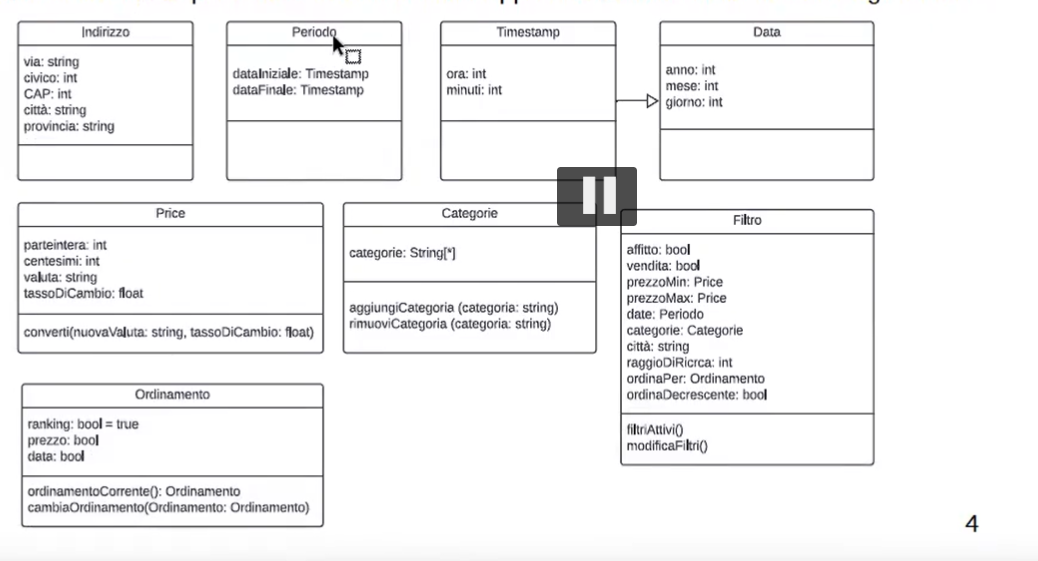 Indirizzo
via: string
civico: int
CAP: int
città: string
provincia: string
Periodo
dataIniziale: Timestamp
dataFinale: Timestamp
Timestamp
ora: int
minuti: int
Data
anno: int
mese: int
giorno: int
Price
parteintera: int
centesimi: int
valuta: string
tassoDiCambio: float
converti(nuovaValuta: string, tassoDiCambio: float)
Categorie
categorie: String[*]
aggiungiCategoria (categoria: string)
rimuoviCategoria (categoria: string)
Filtro
affitto: bool
vendita: bool
prezzoMin: Price
prezzoMax: Price
date: Periodo
categorie: Categorie
città: string
raggioDiRicrca: int
ordinaPer: Ordinamento
ordinaDecrescente: bool
filtriAttivi()
modificaFiltri()
Ordinamento
ranking: bool = true
prezzo: bool
data: bool
ordinamentoCorrente(): Ordinamento
cambiaOrdinamento(Ordinamento: Ordinamento)
4